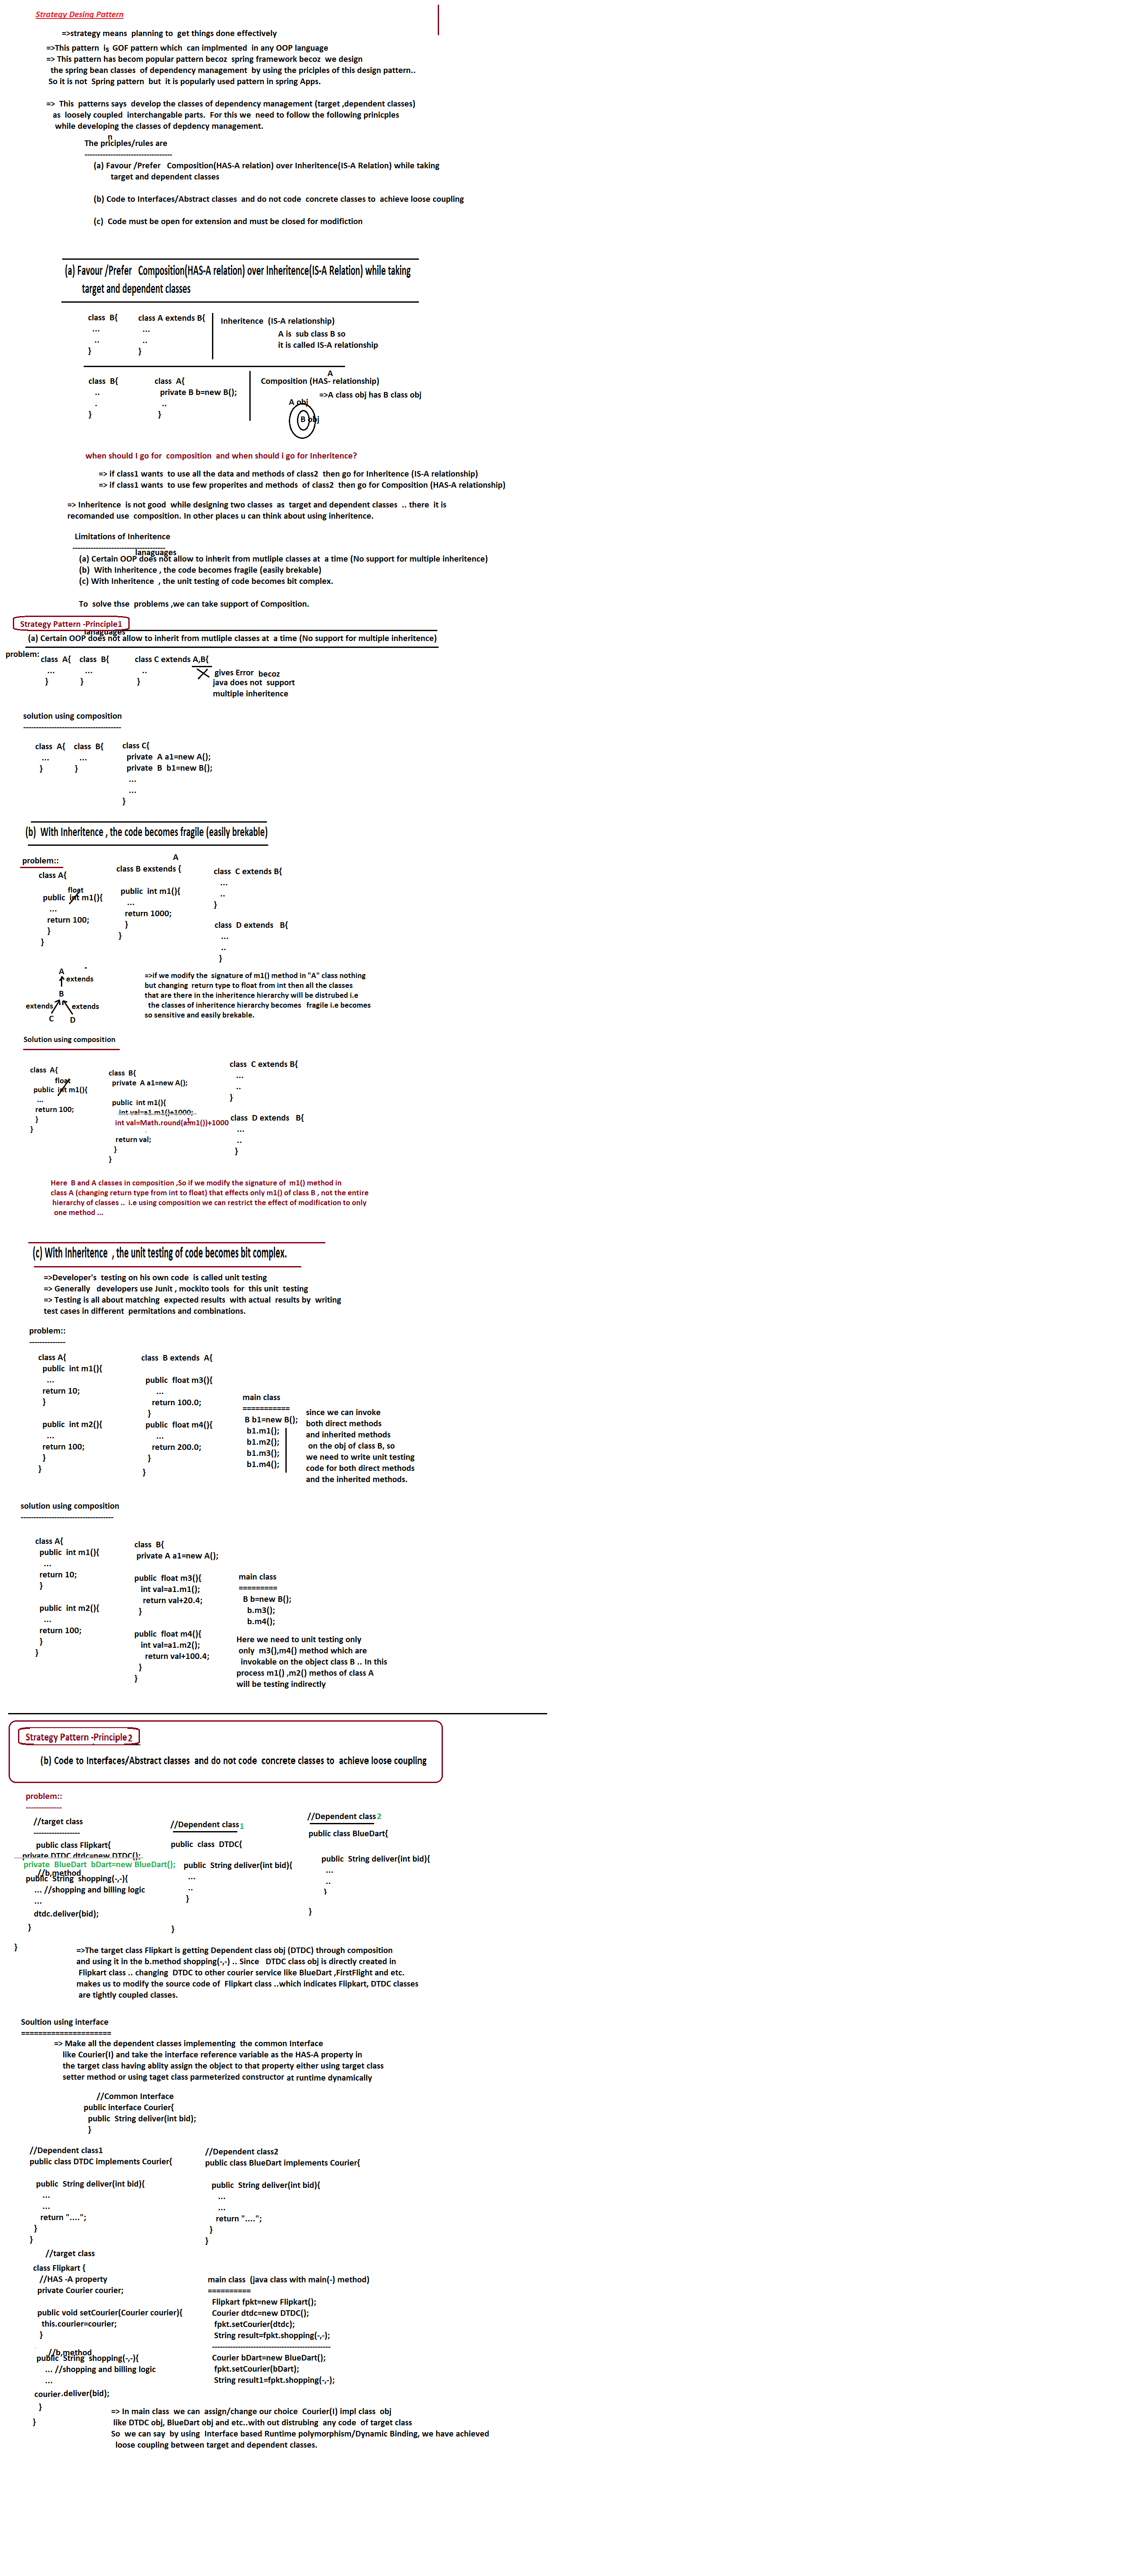 Strategy Desing Pattern
=>strategy means planning to get things done effectively
=>This pattern is GOF pattern which can implmented in any OOP language
=> This pattern has becom popular pattern becoz spring framework becoz we design
the spring bean classes of dependency management by using the priciples of this design pattern..
So it is not Spring pattern but it is popularly used pattern in spring Apps.
=> This patterns says develop the classes of dependency management (target ,dependent classes)
as loosely coupled interchangable parts. For this we need to follow the following prinicples
while developing the classes of depdency management.
n
The priciples/rules are
----------------------------------
(a) Favour /Prefer Composition(HAS-A relation) over Inheritence(IS-A Relation) while taking
target and dependent classes
(b) Code to Interfaces/Abstract classes and do not code concrete classes to achieve loose coupling
(c) Code must be open for extension and must be closed for modifiction
(a) Favour /Prefer Composition(HAS-A relation) over Inheritence(IS-A Relation) while taking
target and dependent classes
class B{ class A extends B{ Inheritence (IS-A relationship)
... ... A is sub class B so
.. .. it is called IS-A relationship
} }
A
class B{ class A{ Composition (HAS- relationship)
.. private B b=new B(); =>A class obj has B class obj
. .. A obj
} } B obj
when should I go for composition and when should i go for Inheritence?
=> if class1 wants to use all the data and methods of class2 then go for Inheritence (IS-A relationship)
=> if class1 wants to use few properites and methods of class2 then go for Composition (HAS-A relationship)
=> Inheritence is not good while designing two classes as target and dependent classes .. there it is
recomanded use composition. In other places u can think about using inheritence.
Limitations of Inheritence
------------------------------------
lanaguages
(a) Certain OOP does not allow to inherit from mutliple classes at a time (No support for multiple inheritence)
(b) With Inheritence , the code becomes fragile (easily brekable)
(c) With Inheritence , the unit testing of code becomes bit complex.
To solve thse problems ,we can take support of Composition.
Strategy Pattern -Principle1
lanaguages
(a) Certain OOP does not allow to inherit from mutliple classes at a time (No support for multiple inheritence)
problem:
class A{ class B{ class C extends A,B{
... ... .. gives Error becoz
} } } java does not support
multiple inheritence
solution using composition
--------------------------------------
class A{ class B{ class C{
... ... private A a1=new A();
} } private B b1=new B();
...
...
}
(b) With Inheritence , the code becomes fragile (easily brekable)
problem::
A
class A{ class B exstends { class C extends B{
float ...
public int m1(){ public int m1(){ ..
... ... }
return 100; return 1000;
} } class D extends B{
} } ...
..
}
A
extends
B
extends extends
C D
=>if we modify the signature of m1() method in "A" class nothing
but changing return type to float from int then all the classes
that are there in the inheritence hierarchy will be distrubed i.e
the classes of inheritence hierarchy becomes fragile i.e becomes
so sensitive and easily brekable.
Solution using composition
class A{ class B{ class C extends B{
float private A a1=new A(); ...
public int m1(){ ..
... public int m1(){ }
return 100; int val=a1.m1()+1000; class D extends B{
} int val=Math.round(a1.m1())+1000 ...
} return val; ..
} }
}
Here B and A classes in composition ,So if we modify the signature of m1() method in
class A (changing return type from int to float) that effects only m1() of class B , not the entire
hierarchy of classes .. i.e using composition we can restrict the effect of modification to only
one method ...
(c) With Inheritence , the unit testing of code becomes bit complex.
=>Developer's testing on his own code is called unit testing
=> Generally developers use Junit , mockito tools for this unit testing
=> Testing is all about matching expected results with actual results by writing
test cases in different permitations and combinations.
problem::
--------------
class A{ class B extends A{
public int m1(){
... public float m3(){
return 10; ...
} return 100.0;
}
public int m2(){ public float m4(){
... ...
return 100; return 200.0;
} }
} }
main class
===========
B b1=new B();
b1.m1();
b1.m2();
b1.m3();
b1.m4();
since we can invoke
both direct methods
and inherited methods
on the obj of class B, so
we need to write unit testing
code for both direct methods
and the inherited methods.
solution using composition
------------------------------------
class A{ class B{
public int m1(){ private A a1=new A();
...
return 10; public float m3(){
} int val=a1.m1();
return val+20.4;
public int m2(){ }
...
return 100; public float m4(){
} int val=a1.m2();
} return val+100.4;
}
}
main class
=========
B b=new B();
b.m3();
b.m4();
Here we need to unit testing only
only m3(),m4() method which are
invokable on the object class B .. In this
process m1() ,m2() methos of class A
will be testing indirectly
Strategy Pattern -Principle2
(b) Code to Interfaces/Abstract classes and do not code concrete classes to achieve loose coupling
problem::
--------------
//target class
------------------
public class Flipkart{
private DTDC dtdc=new DTDC();
private BlueDart bDart=new BlueDart();
//b.method
public String shopping(-,-){
... //shopping and billing logic
...
dtdc.deliver(bid);
}
}
//Dependent class1
public class DTDC{
public String deliver(int bid){
...
..
}
}
//Dependent class2
public class BlueDart{
public String deliver(int bid){
...
..
}
}
=>The target class Flipkart is getting Dependent class obj (DTDC) through composition
and using it in the b.method shopping(-,-) .. Since DTDC class obj is directly created in
Flipkart class .. changing DTDC to other courier service like BlueDart ,FirstFlight and etc.
makes us to modify the source code of Flipkart class ..which indicates Flipkart, DTDC classes
are tightly coupled classes.
Soultion using interface
======================
=> Make all the dependent classes implementing the common Interface
like Courier(I) and take the interface reference variable as the HAS-A property in
the target class having ablity assign the object to that property either using target class
setter method or using taget class parmeterized constructor at runtime dynamically
//Common Interface
public interface Courier{
public String deliver(int bid);
}
//Dependent class1
public class DTDC implements Courier{
public String deliver(int bid){
...
...
return "....";
}
}
//Dependent class2
public class BlueDart implements Courier{
public String deliver(int bid){
...
...
return "....";
}
}
//target class
class Flipkart {
//HAS -A property
private Courier courier;
public void setCourier(Courier courier){
this.courier=courier;
}
//b.method
public String shopping(-,-){
... //shopping and billing logic
...
courier.deliver(bid);
}
}
main class (java class with main(-) method)
==========
Flipkart fpkt=new Flipkart();
Courier dtdc=new DTDC();
fpkt.setCourier(dtdc);
String result=fpkt.shopping(-,-);
----------------------------------------------
Courier bDart=new BlueDart();
fpkt.setCourier(bDart);
String result1=fpkt.shopping(-,-);
=> In main class we can assign/change our choice Courier(I) impl class obj
like DTDC obj, BlueDart obj and etc..with out distrubing any code of target class
So we can say by using Interface based Runtime polymorphism/Dynamic Binding, we have achieved
loose coupling between target and dependent classes.